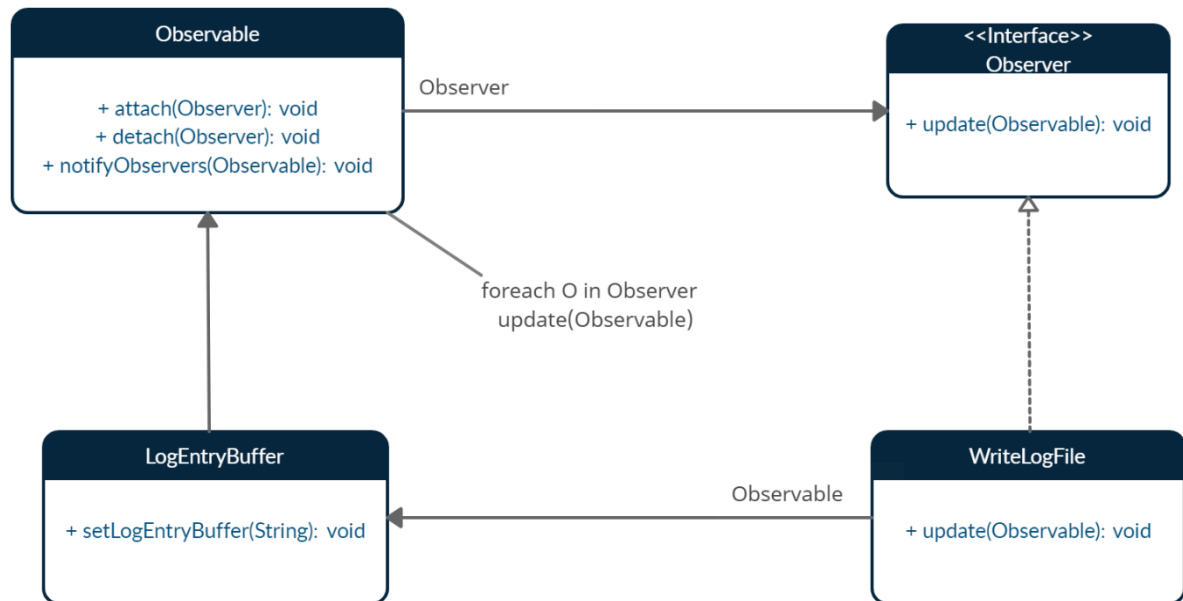 Observable
+ attach(Observer): void
+ detach(Observer): void
+ notifyObservers(Observable): void
Observer
<<Interface>>
Observer
+ update(Observable): void
foreach O in Observer
update(Observable)
LogEntryBuffer
+ setLogEntryBuffer(String): void
Observable
WriteLogFile
+ update(Observable): void